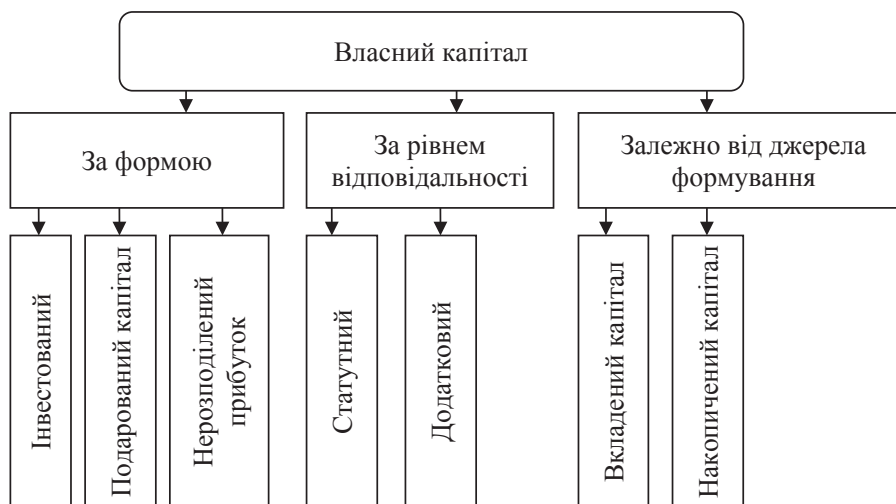 Власний капітал
За формою
За рівнем
відповідальності
Залежно від джерела
формування
Інвестований
Подарований капітал
Нерозподілений
прибуток
Статутний
Додатковий
Вкладений капітал
Накопичений капітал